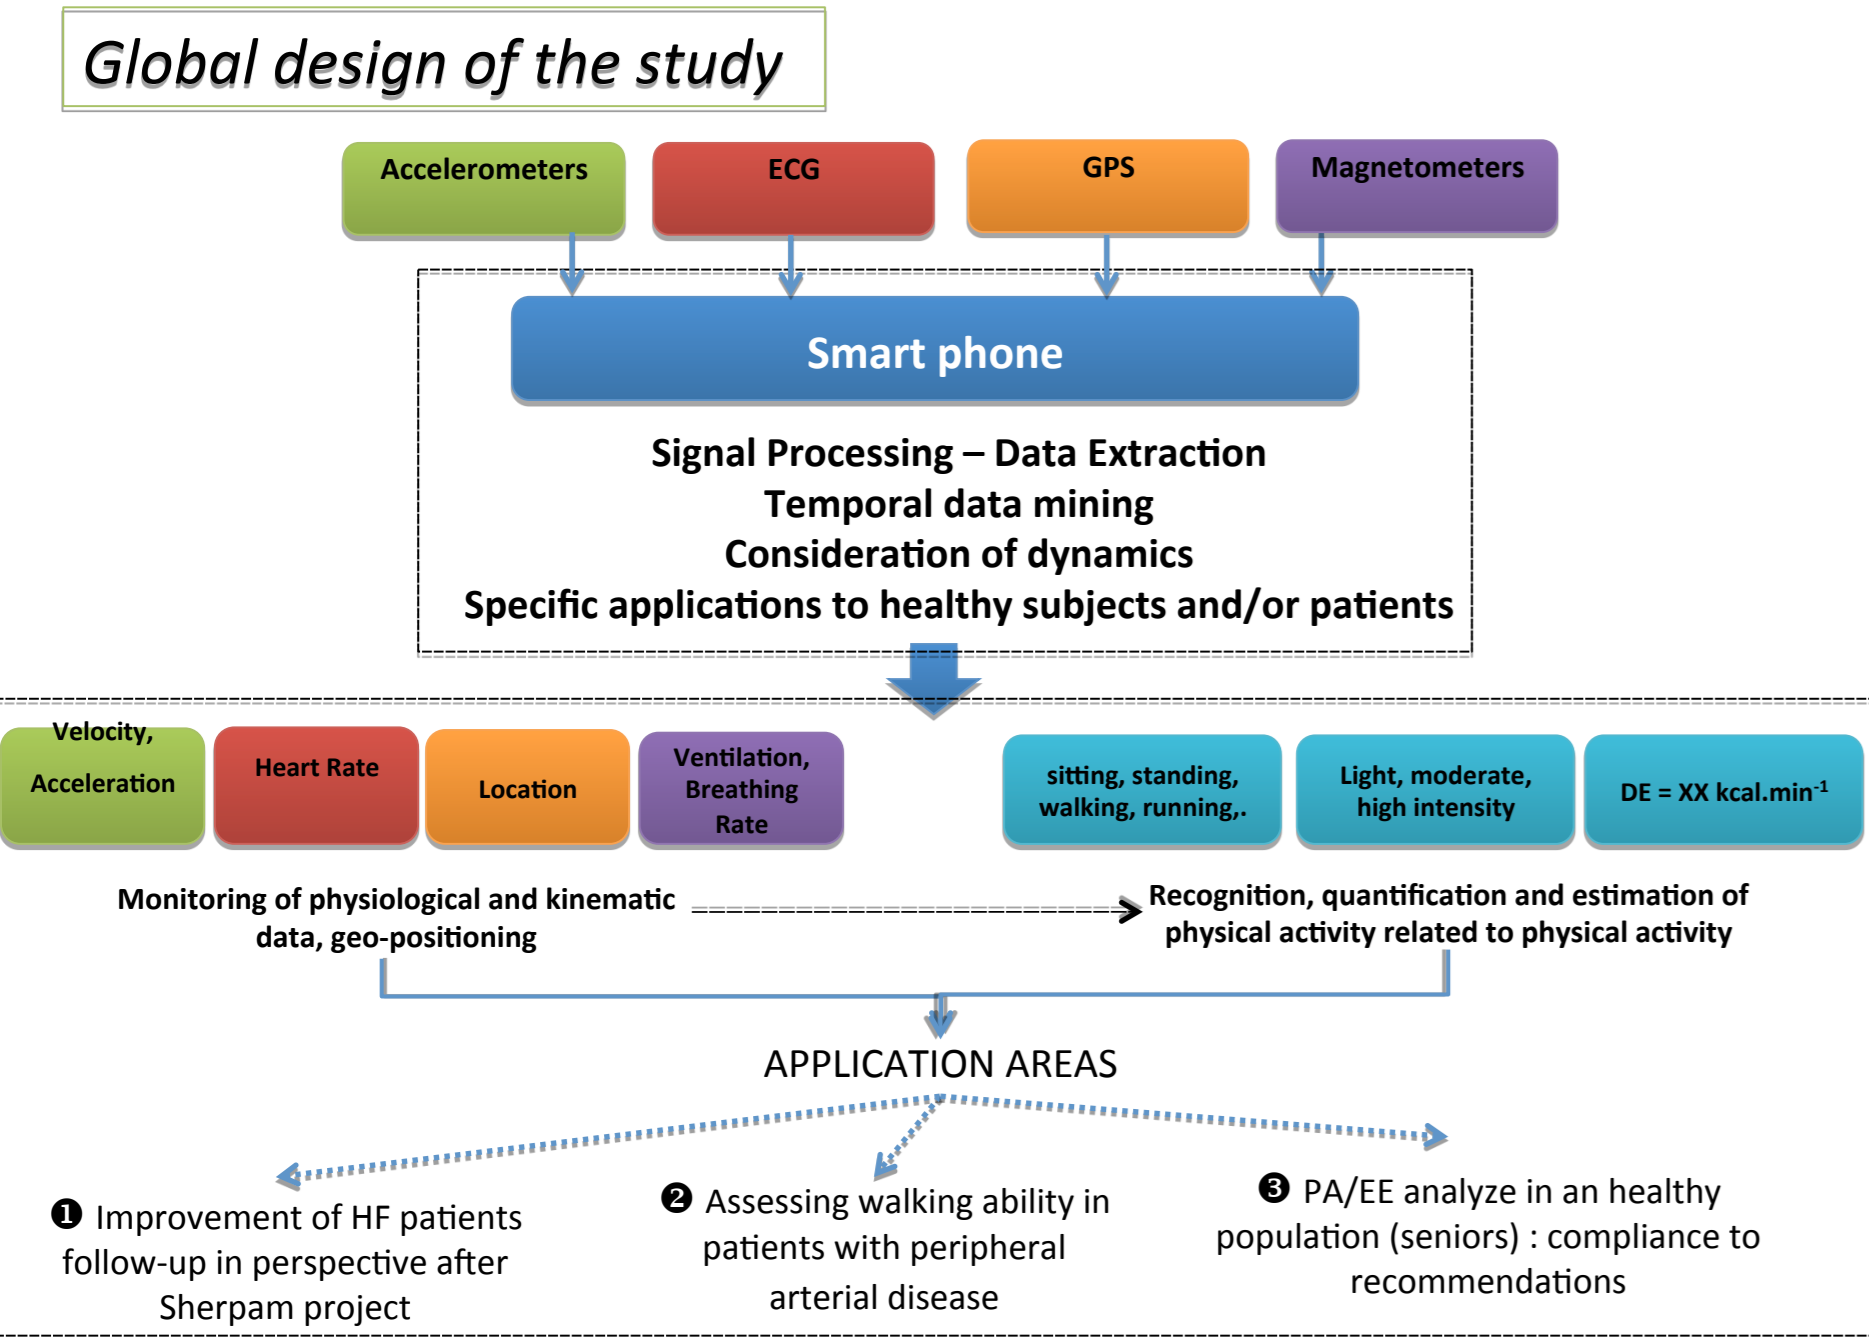 Global design of the study
Accelerometers
ECG
GPS
Magnetometers
Smart phone
Signal Processing – Data Extraction
Temporal data mining
Consideration of dynamics
Specific applications to healthy subjects and/or patients
Velocity,
Acceleration
Heart Rate
Location
Ventilation,
Breathing
Rate
sitting, standing,
walking, running,.
Light, moderate,
high intensity
DE = XX kcal.min⁻¹
Monitoring of physiological and kinematic
data, geo-positioning
Recognition, quantification and estimation of
physical activity related to physical activity
APPLICATION AREAS
❶ Improvement of HF patients
follow-up in perspective after
Sherpam project
❷ Assessing walking ability in
patients with peripheral
arterial disease
❸ PA/EE analyze in an healthy
population (seniors) : compliance to
recommendations